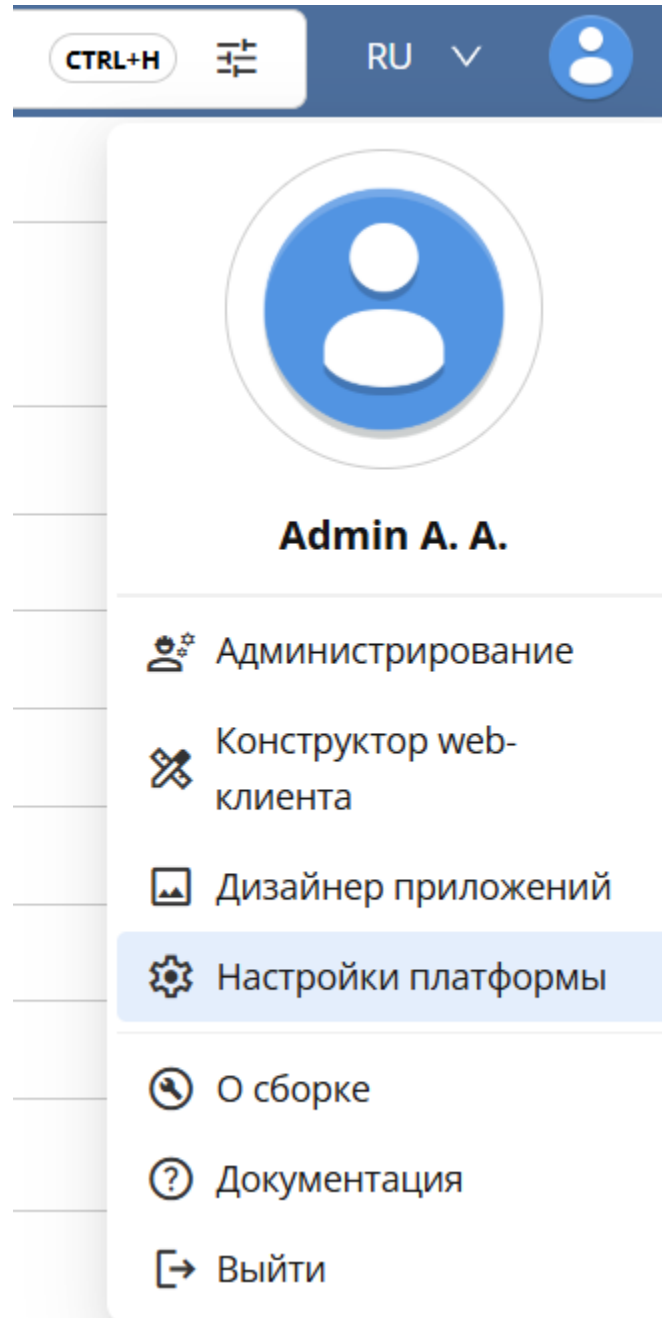 CTRL+H RU
Admin A. A.
Администрирование
Конструктор web-
клиента
Дизайнер приложений
Настройки платформы
О сборке
Документация
Выйти